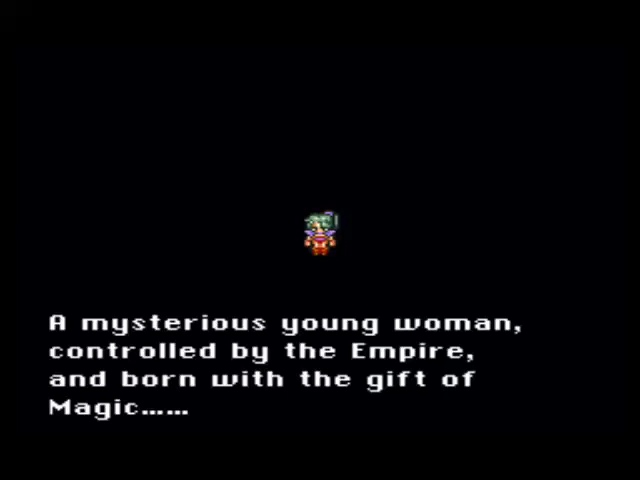 A mysterious young woman,
controlled by the Empire,
and born with the gift of
Magic……